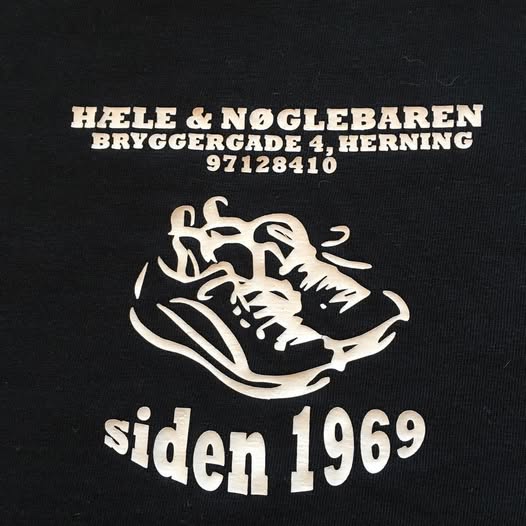 HÆLE & NØGLEBAREN
BRYGGERGADE 4, HERNING
97128410
siden 1969